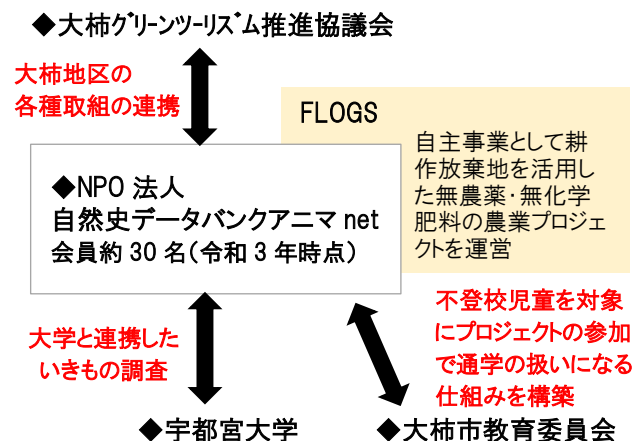 ◆大柿グリーンツーリズム推進協議会
大柿地区の
各種取組の連携
FLOGS
自主事業として耕
作放棄地を活用し
た無農薬・無化学
肥料の農業プロジェ
クトを運営
◆NPO 法人
自然史データバンクアニマ net
会員約 30 名（令和 3 年時点）
大学と連携した
いきもの調査
不登校児童を対象
にプロジェクトの参加
で通学の扱いになる
仕組みを構築
◆宇都宮大学
◆大柿市教育委員会